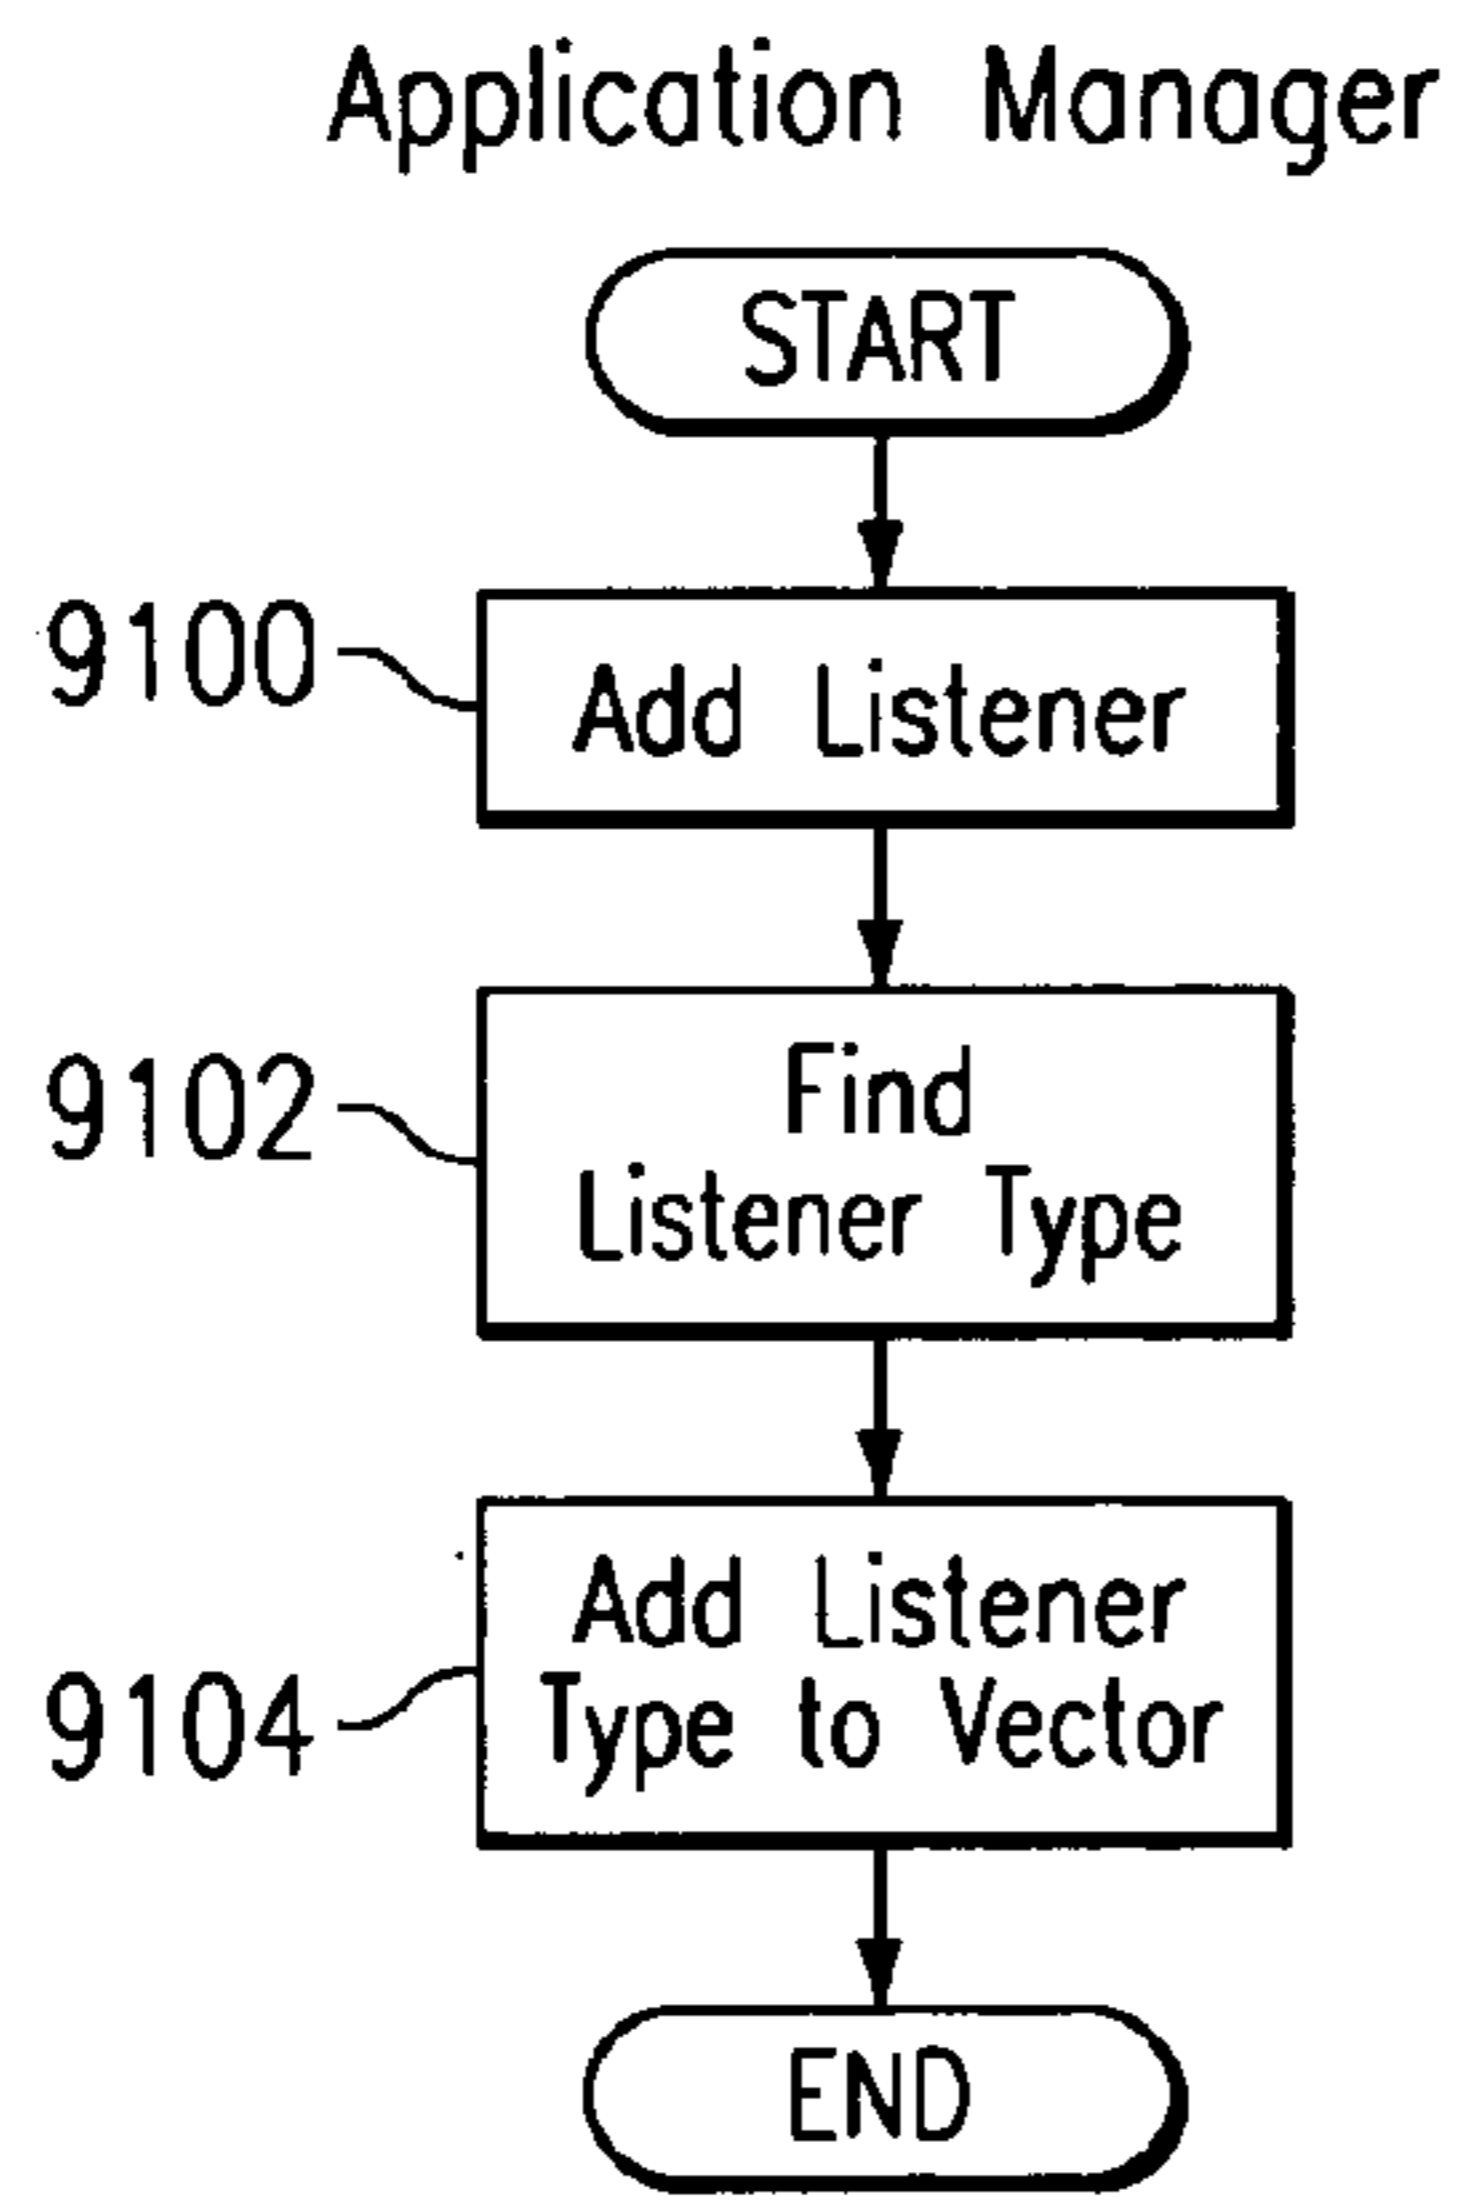 Application Manager
START
9100
Add Listener
9102
Find
Listener Type
9104
Add Listener
Type to Vector
END